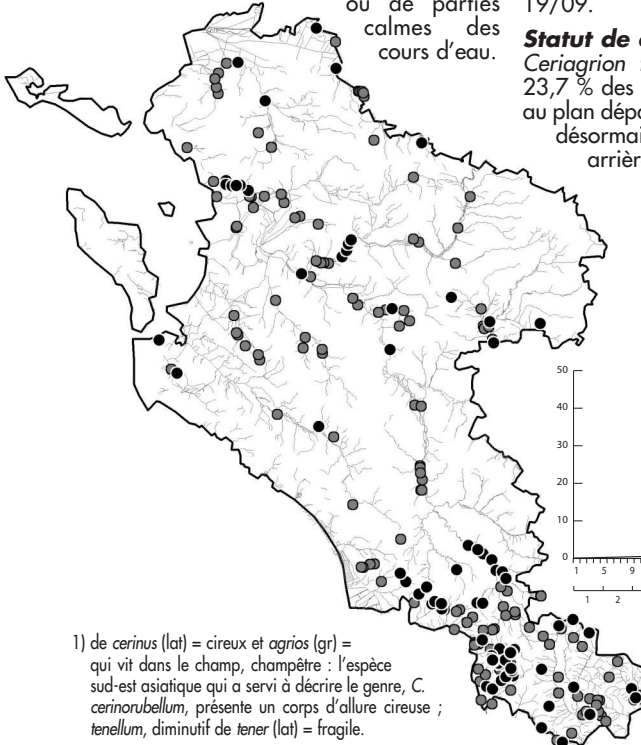 ou de parties
calmes des
cours d'eau.
19/09.
Statut de
Ceriagrion
23,7 % des
au plan dépa
désormai
arrièr
50
40
30
20
10
0
1 5 9
1 2
1) de cerinus (lat) = cireux et agrios (gr) =
qui vit dans le champ, champêtre : l'espèce
sud-est asiatique qui a servi à décrire le genre, C.
cerinorubellum, présente un corps d'allure cireuse ;
tenellum, diminutif de tener (lat) = fragile.